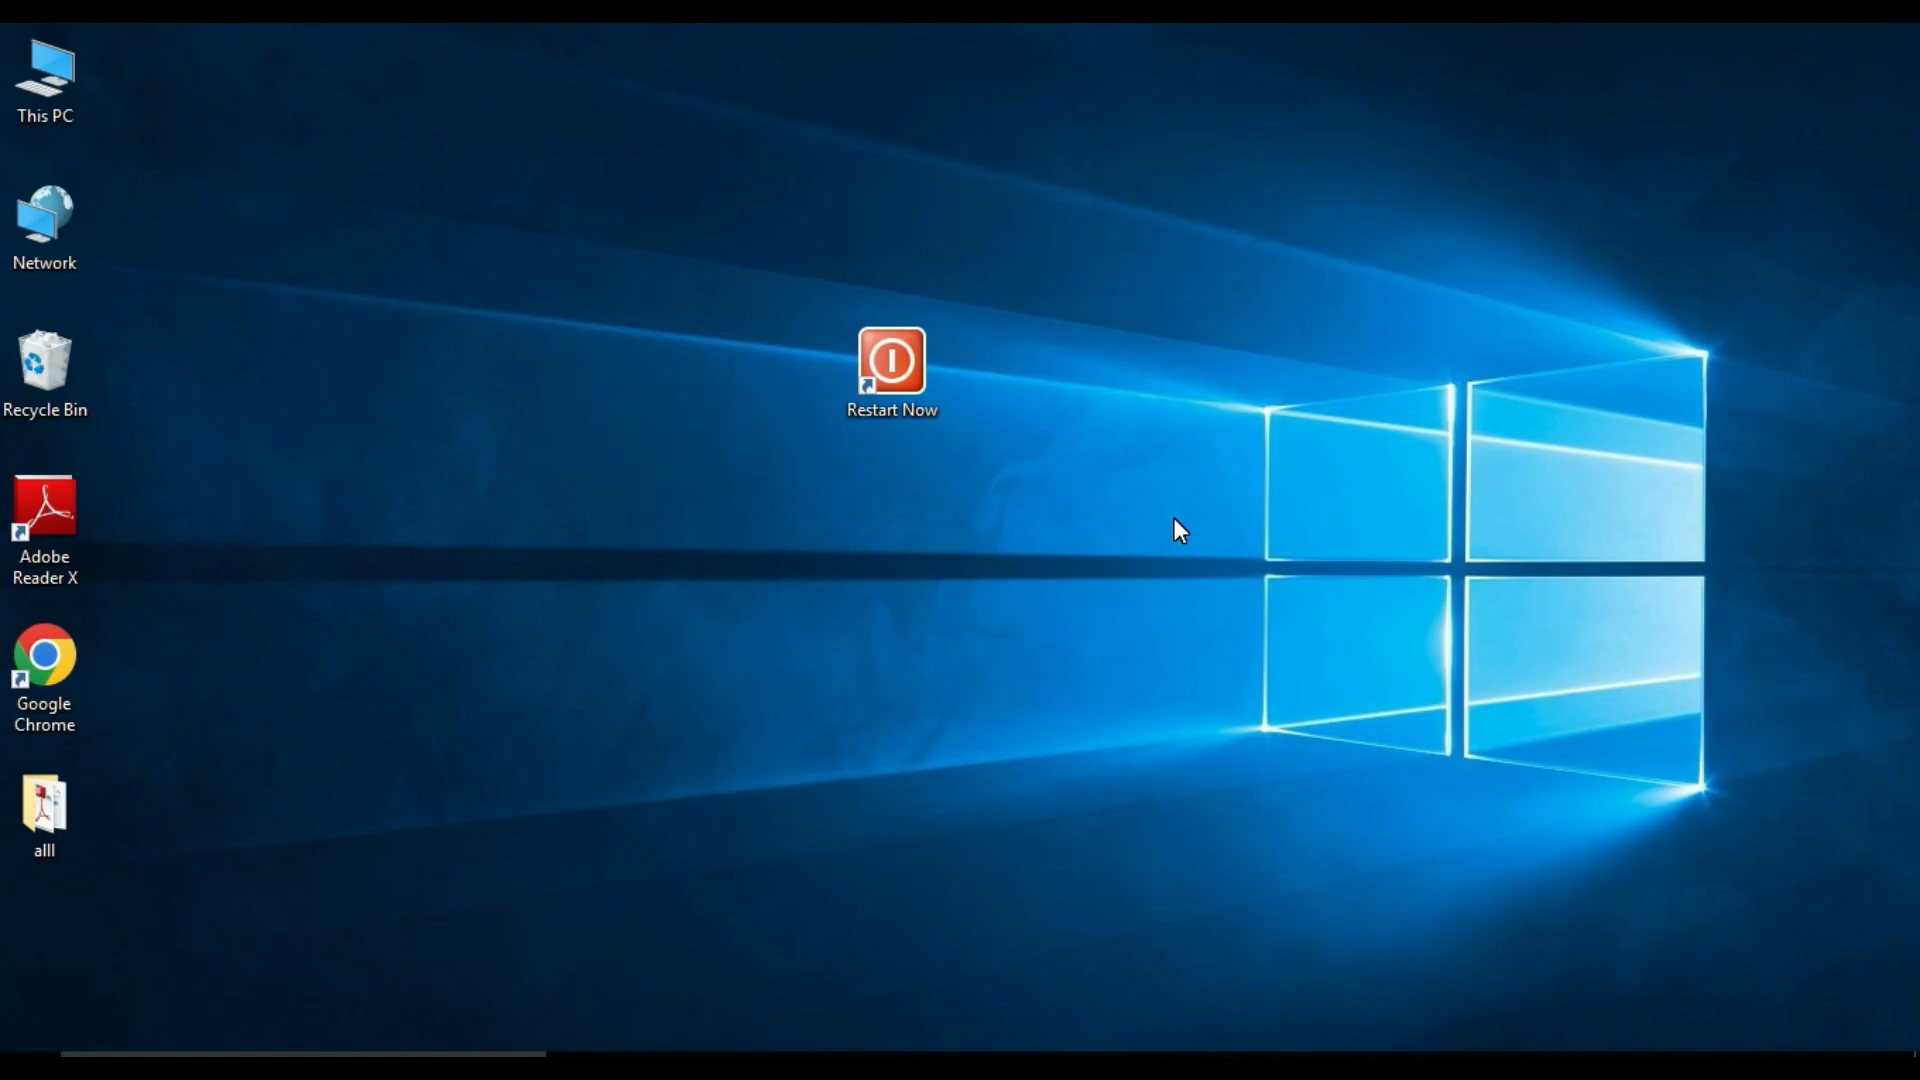 This PC
Network
Recycle Bin
Adobe
Reader X
Google
Chrome
alll
Restart Now